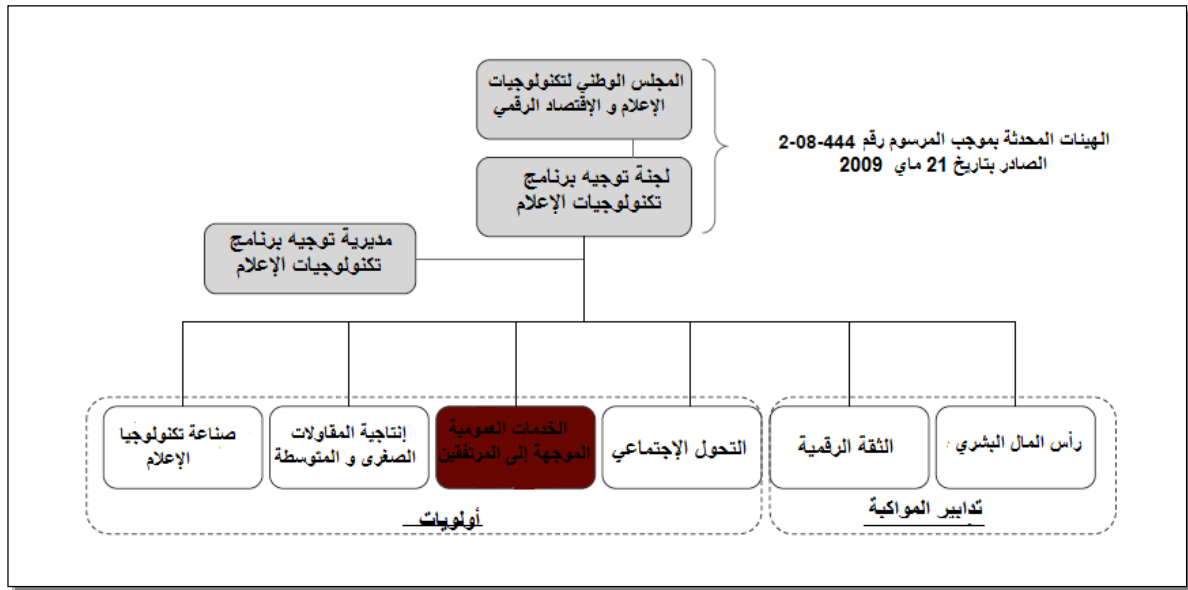 المجلس الوطني لتكنولوجيات
الإعلام و الإقتصاد الرقمي
الهيئات المحدثة بموجب المرسوم رقم 444-08-2
الصادر بتاريخ 21 ماي 2009
لجنة توجيه برنامج
تكنولوجيات الإعلام
مديرية توجيه برنامج
تكنولوجيات الإعلام
رأس المال البشري
الثقة الرقمية
التحول الإجتماعي
الخدمات العمومية
الموجهة إلى المرتفقين
إنتاجية المقاولات
الصغرى و المتوسطة
صناعة تكنولوجيا
الإعلام
تدابير المواكبة
أولويات